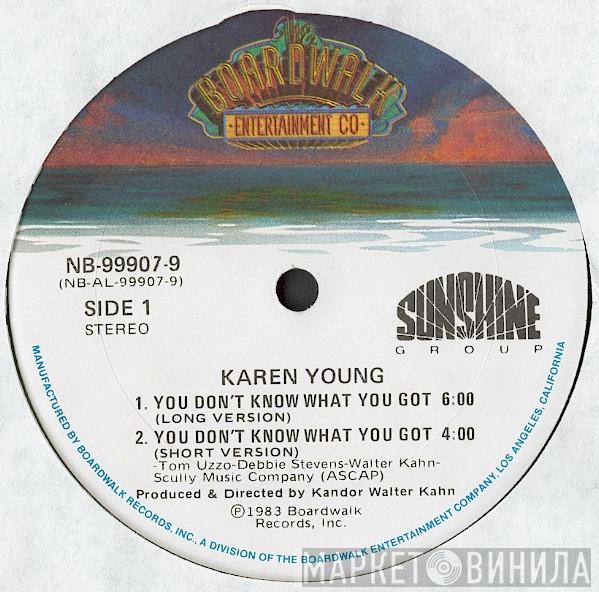 The
BOARDWALK
ENTERTAINMENT CO
NB-99907-9
(NB-AL-99907-9)
SIDE 1
STEREO
SUNSHINE
GROUP
KAREN YOUNG
1. YOU DON'T KNOW WHAT YOU GOT 6:00
(LONG VERSION)
2. YOU DON'T KNOW WHAT YOU GOT 4:00
(SHORT VERSION)
-Tom Uzzo-Debbie Stevens-Walter Kahn-
Scully Music Company (ASCAP)
Produced & Directed by Kandor Walter Kahn
Ⓟ1983 Boardwalk
Records, Inc.
MANUFACTURED BY BOARDWALK RECORDS, INC., A DIVISION OF THE BOARDWALK ENTERTAINMENT COMPANY, LOS ANGELES, CALIFORNIA
МАРКЕТОВИНИЛА